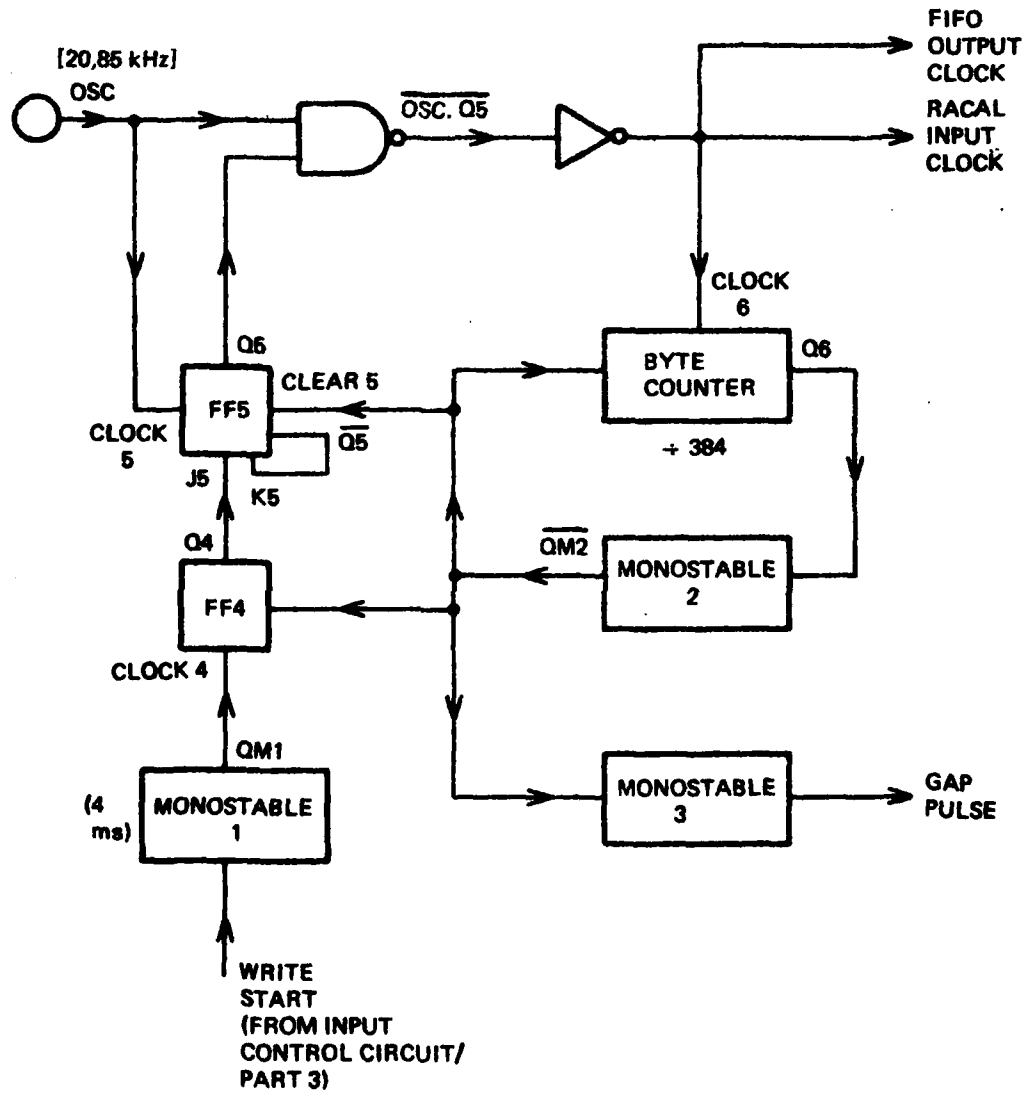 FIFO
OUTPUT
CLOCK
[20,85 kHz]
OSC
OSC. Q5
RACAL
INPUT
CLOCK
CLOCK
6
Q6
BYTE
COUNTER
÷ 384
Q5
CLEAR 5
FF5
Q5
CLOCK
5
J5
K5
Q4
FF4
CLOCK 4
QM2
MONOSTABLE
2
QM1
(4
ms)
MONOSTABLE
1
MONOSTABLE
3
GAP
PULSE
WRITE
START
(FROM INPUT
CONTROL CIRCUIT/
PART 3)